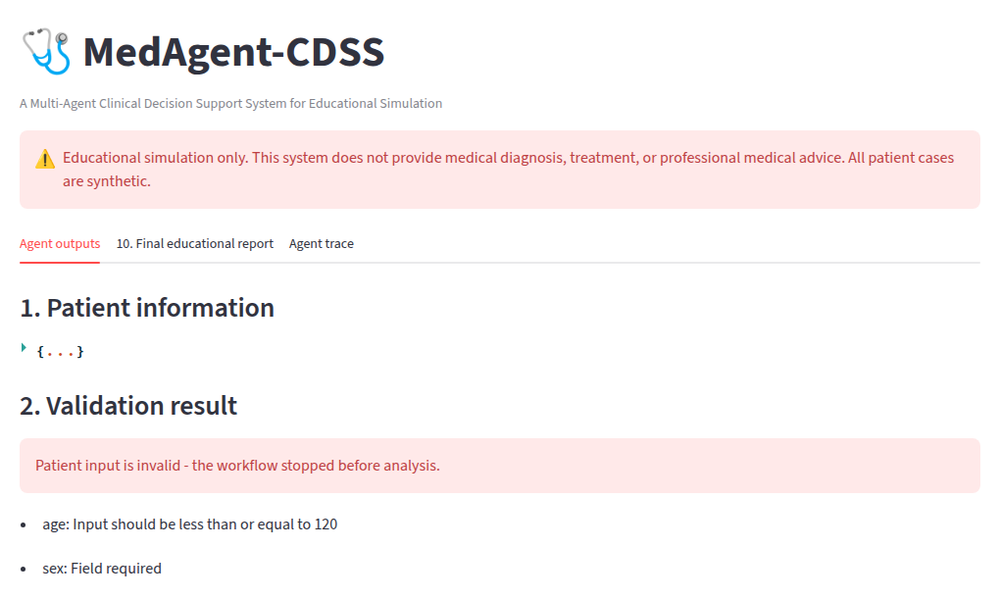 MedAgent-CDSS
A Multi-Agent Clinical Decision Support System for Educational Simulation
Educational simulation only. This system does not provide medical diagnosis, treatment, or professional medical advice. All patient cases
are synthetic.
Agent outputs 10. Final educational report Agent trace
1. Patient information
{...}
2. Validation result
Patient input is invalid - the workflow stopped before analysis.
• age: Input should be less than or equal to 120
• sex: Field required